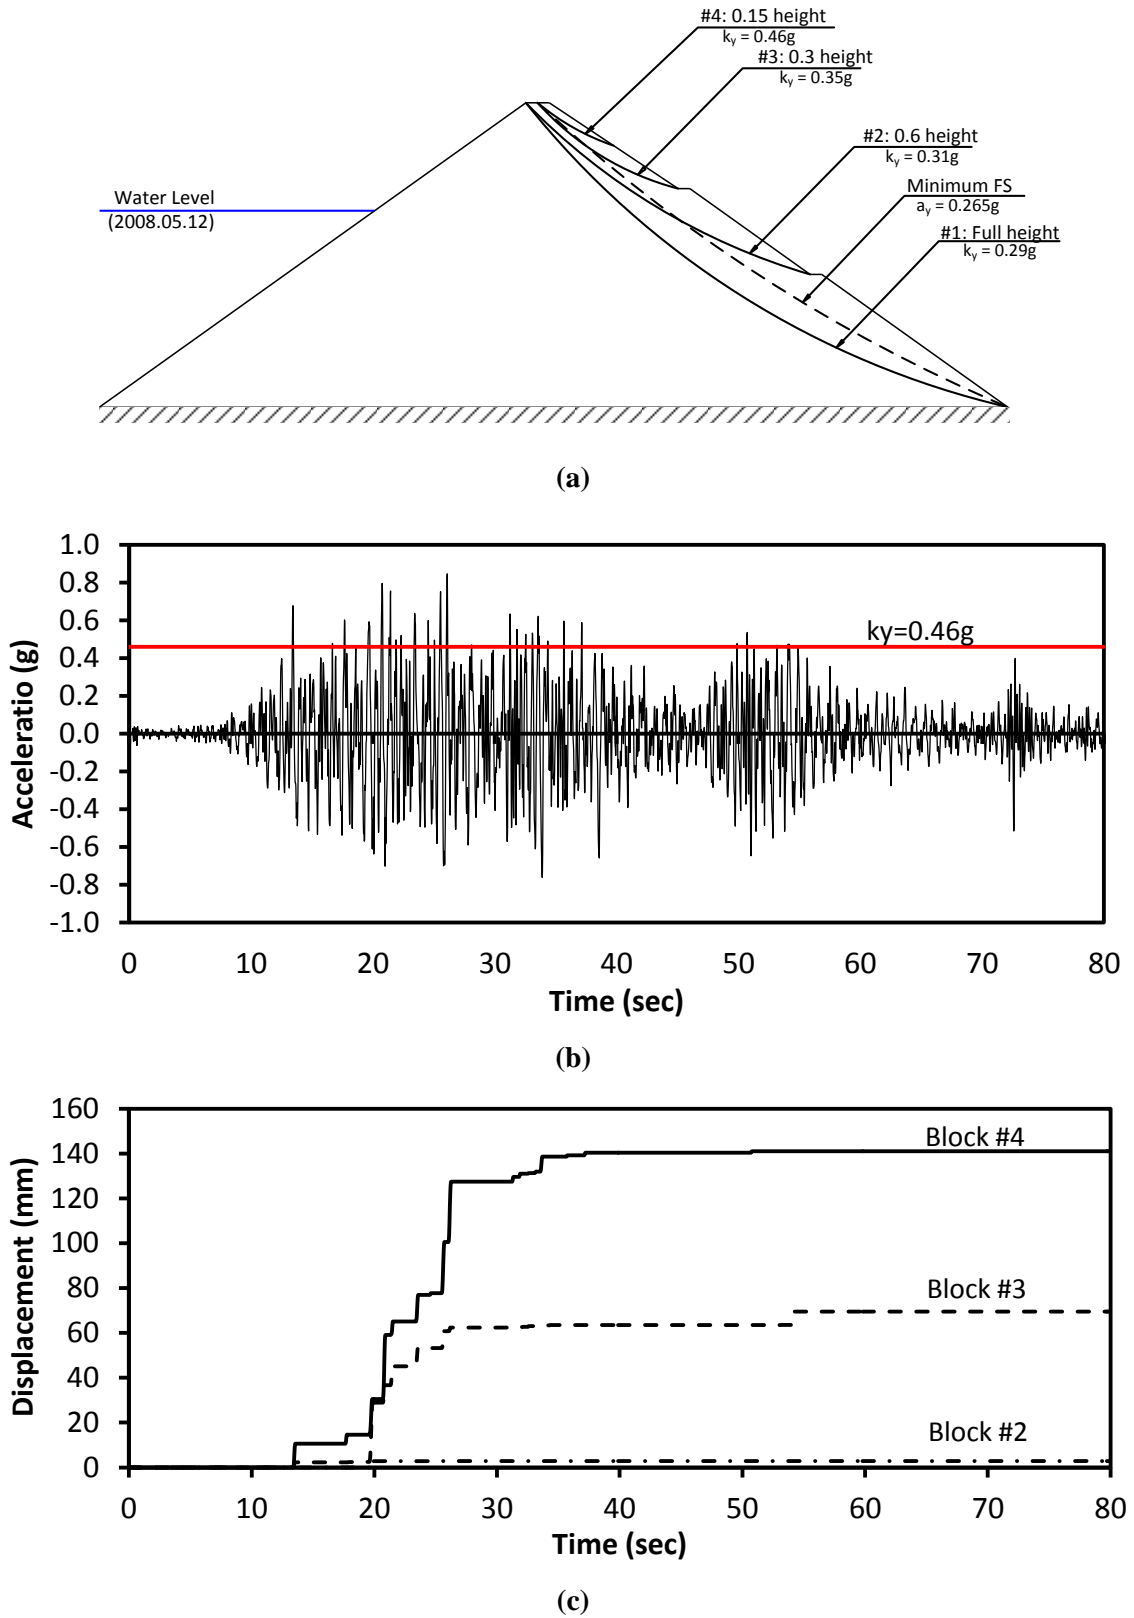 #4: 0.15 height
ky = 0.46g
#3: 0.3 height
ky = 0.35g
#2: 0.6 height
ky = 0.31g
Water Level
(2008.05.12)
Minimum FS
ay = 0.265g
#1: Full height
ky = 0.29g
(a)
1.0
0.8
0.6
0.4
0.2
0.0
-0.2
-0.4
-0.6
-0.8
-1.0
Acceleratio (g)
ky=0.46g
0 10 20 30 40 50 60 70 80
Time (sec)
(b)
160
140
120
100
80
60
40
20
0
Displacement (mm)
Block #4
Block #3
Block #2
0 10 20 30 40 50 60 70 80
Time (sec)
(c)